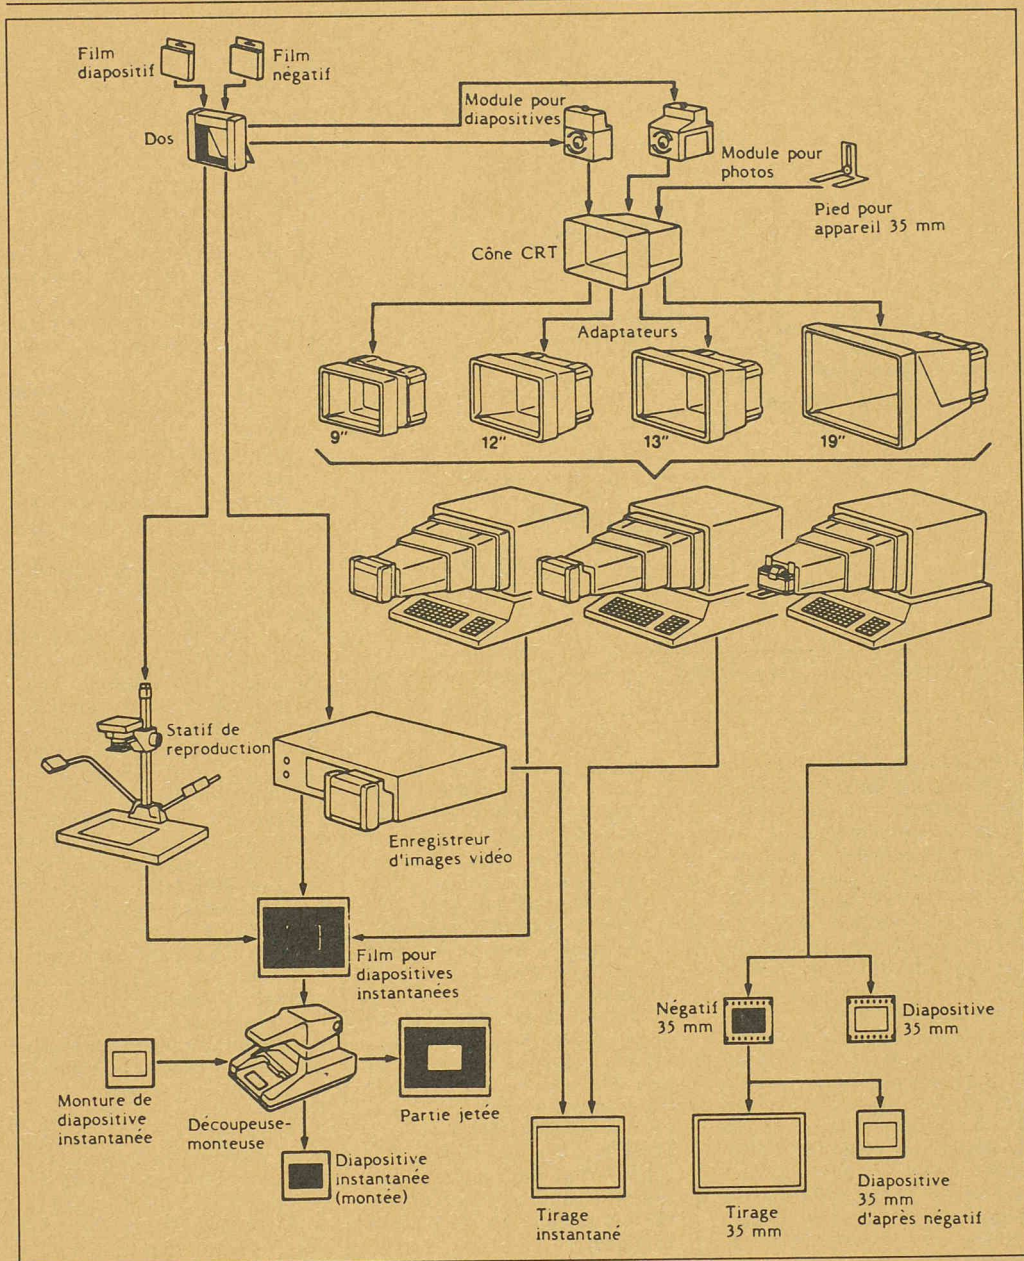 Film
diapositif
Film
négatif
Dos
Module pour
diapositives
Module pour
photos
Pied pour
appareil 35 mm
Cône CRT
Adaptateurs
9"
12"
13"
19"
Statif de
reproduction
Enregistreur
d'images vidéo
Film pour
diapositives
instantanées
Négatif
35 mm
Diapositive
35 mm
Monture de
diapositive
instantanée
Découpeuse-
monteuse
Partie jetée
Diapositive
instantanée
(montée)
Tirage
instantané
Tirage
35 mm
Diapositive
35 mm
d'après négatif